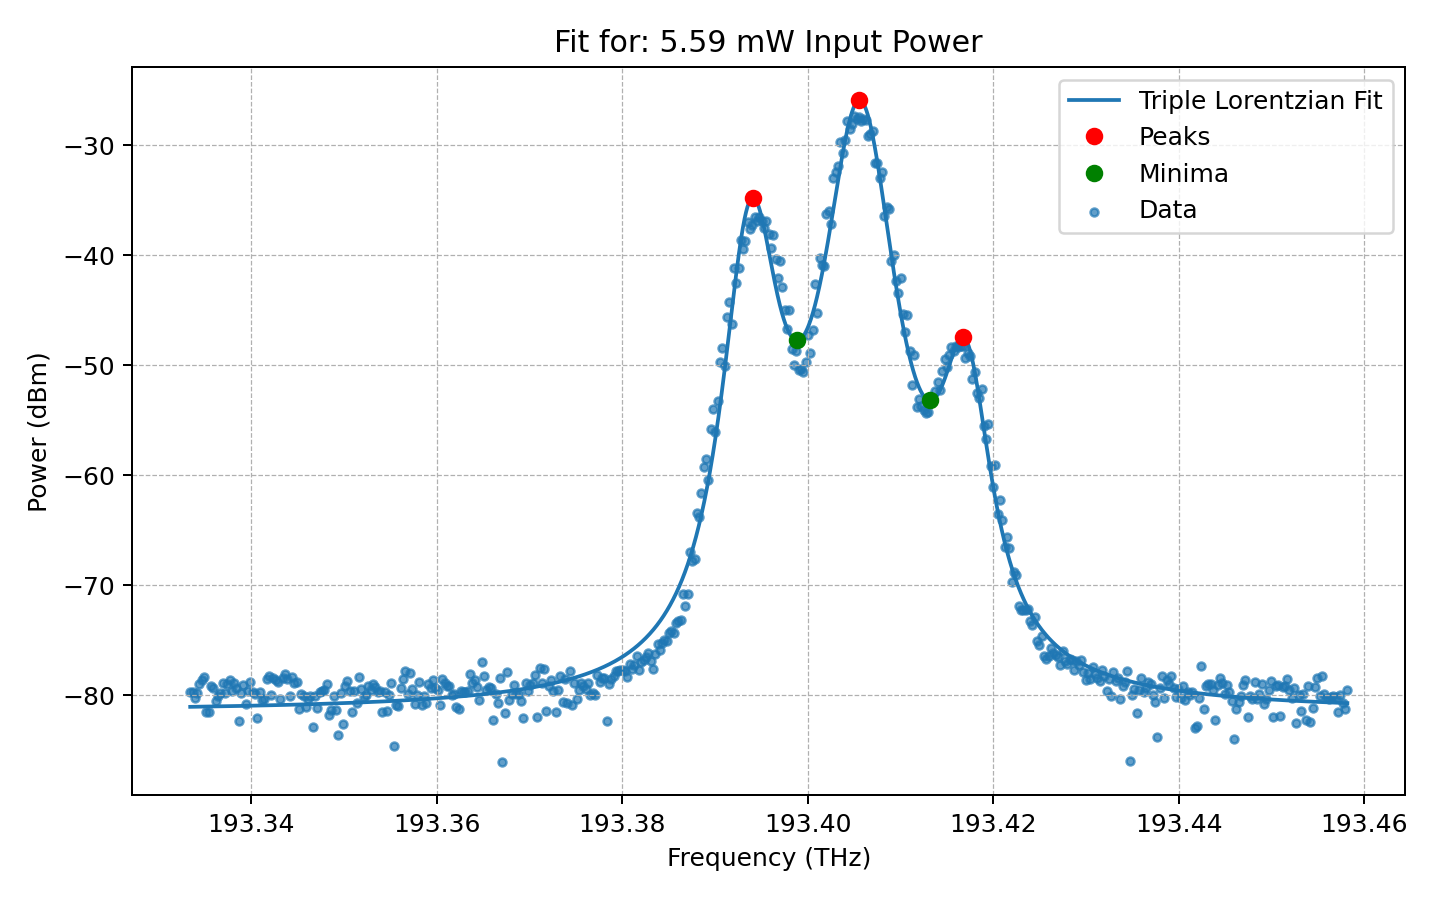 Fit for: 5.59 mW Input Power
Triple Lorentzian Fit
Peaks
Minima
Data
Power (dBm)
−30
−40
−50
−60
−70
−80
193.34 193.36 193.38 193.40 193.42 193.44 193.46
Frequency (THz)